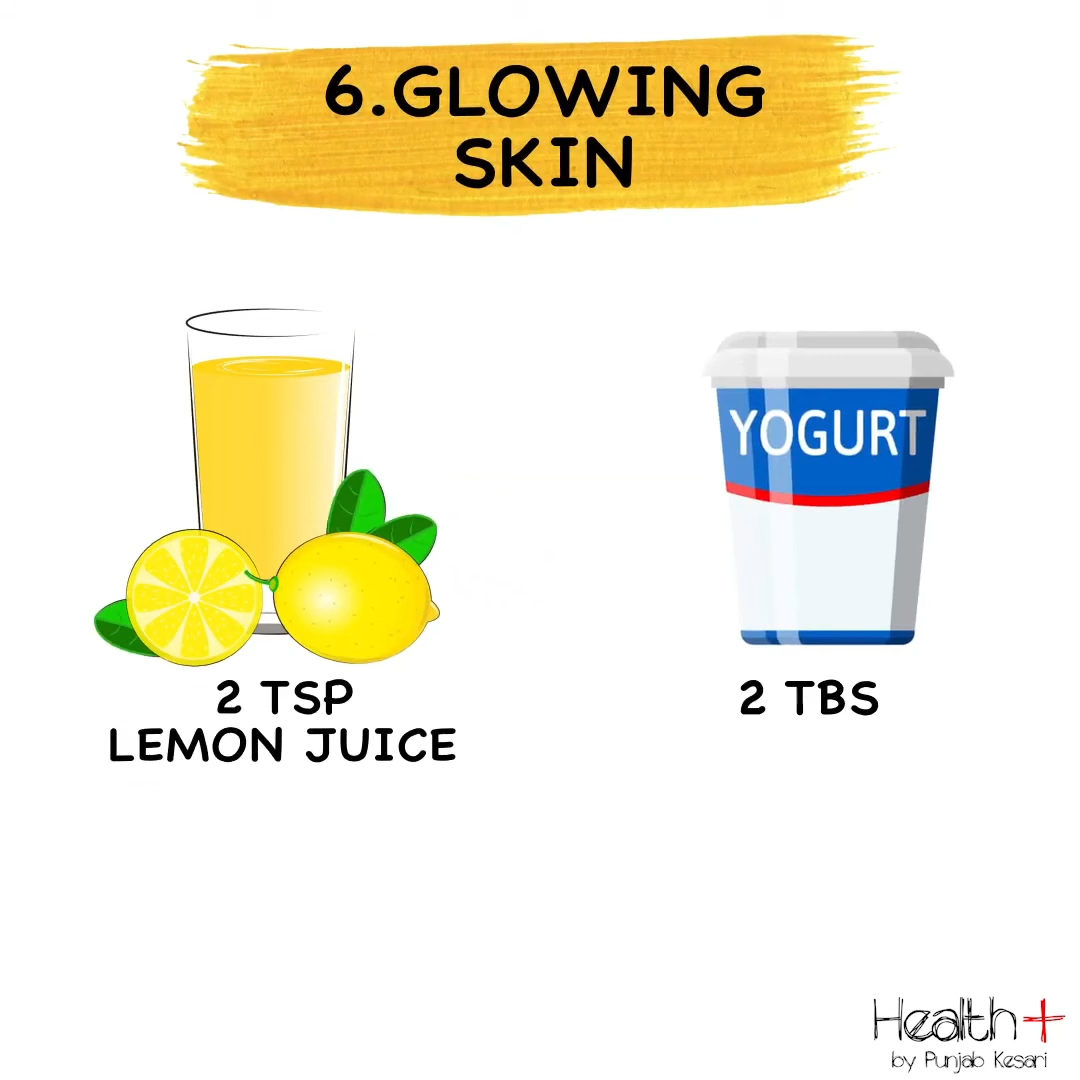 6.GLOWING
SKIN
YOGURT
2 TSP
LEMON JUICE
2 TBS
Health+
by Punjab Kesari